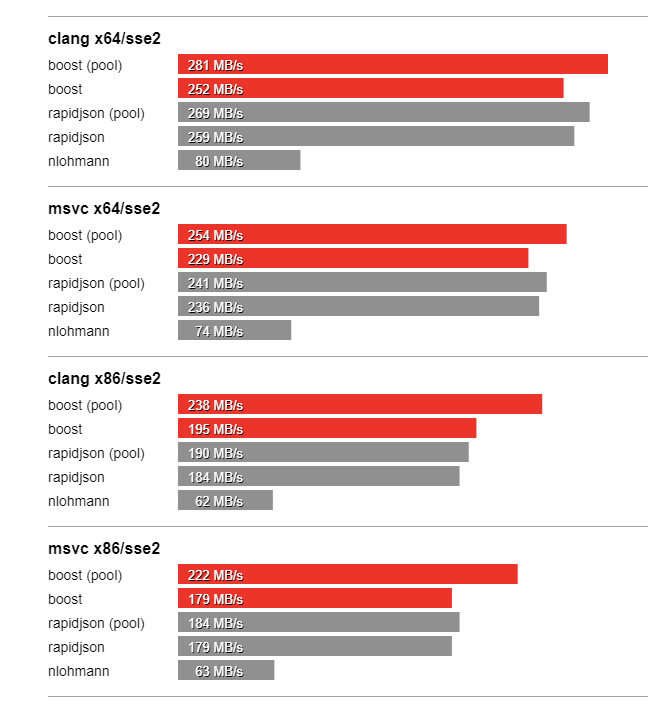 clang x64/sse2
boost (pool) 281 MB/s
boost 252 MB/s
rapidjson (pool) 269 MB/s
rapidjson 259 MB/s
nlohmann 80 MB/s
msvc x64/sse2
boost (pool) 254 MB/s
boost 229 MB/s
rapidjson (pool) 241 MB/s
rapidjson 236 MB/s
nlohmann 74 MB/s
clang x86/sse2
boost (pool) 238 MB/s
boost 195 MB/s
rapidjson (pool) 190 MB/s
rapidjson 184 MB/s
nlohmann 62 MB/s
msvc x86/sse2
boost (pool) 222 MB/s
boost 179 MB/s
rapidjson (pool) 184 MB/s
rapidjson 179 MB/s
nlohmann 63 MB/s